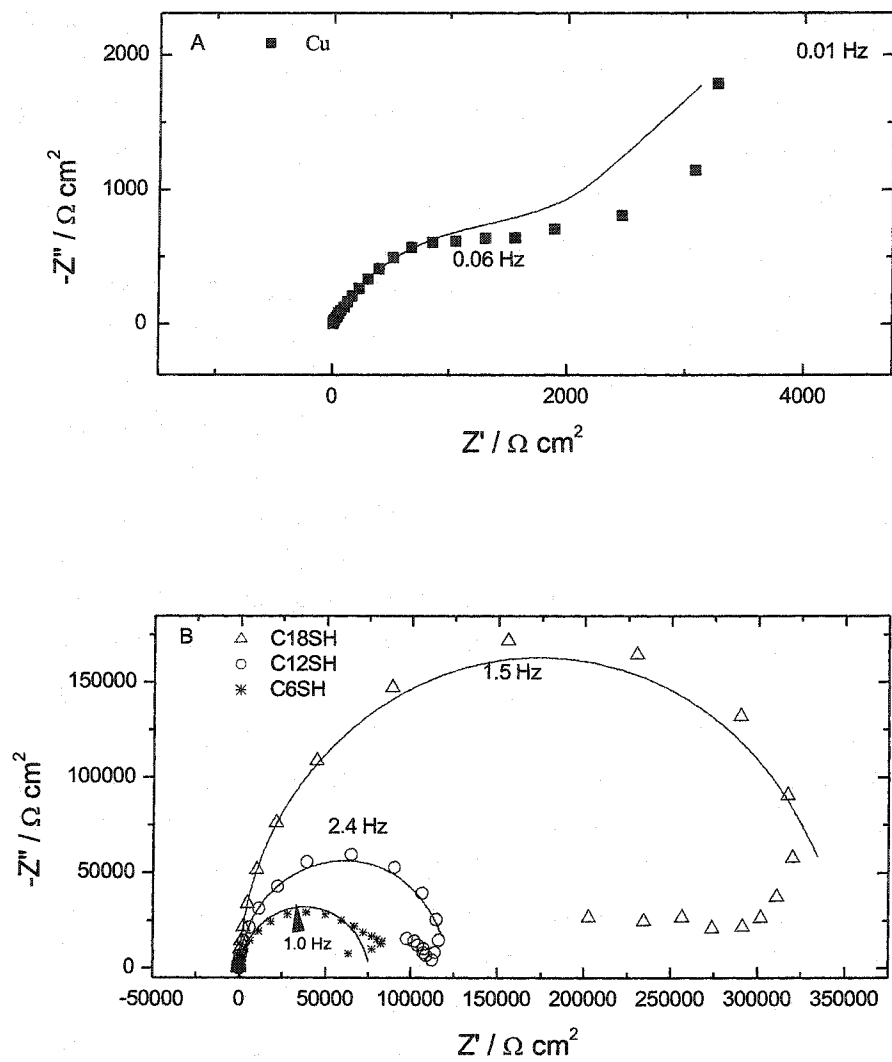 A
Cu
0.01 Hz
2000
1000
0
-Z" / Ω cm²
0.06 Hz
0
2000
4000
Z' / Ω cm²
B
C18SH
C12SH
C6SH
1.5 Hz
2.4 Hz
1.0 Hz
150000
100000
50000
0
-Z" / Ω cm²
-50000
0
50000
100000
150000
200000
250000
300000
350000
Z' / Ω cm²